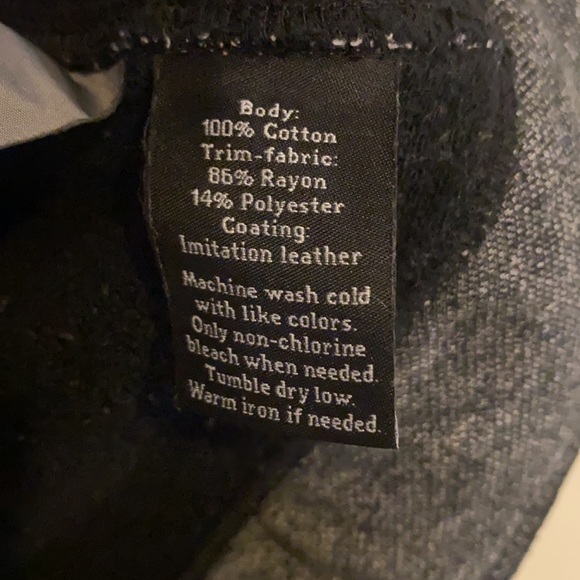 Body:
100% Cotton
Trim-fabric:
86% Rayon
14% Polyester
Coating:
Imitation leather
Machine wash cold
with like colors.
Only non-chlorine
bleach when needed.
Tumble dry low.
Warm iron if needed.